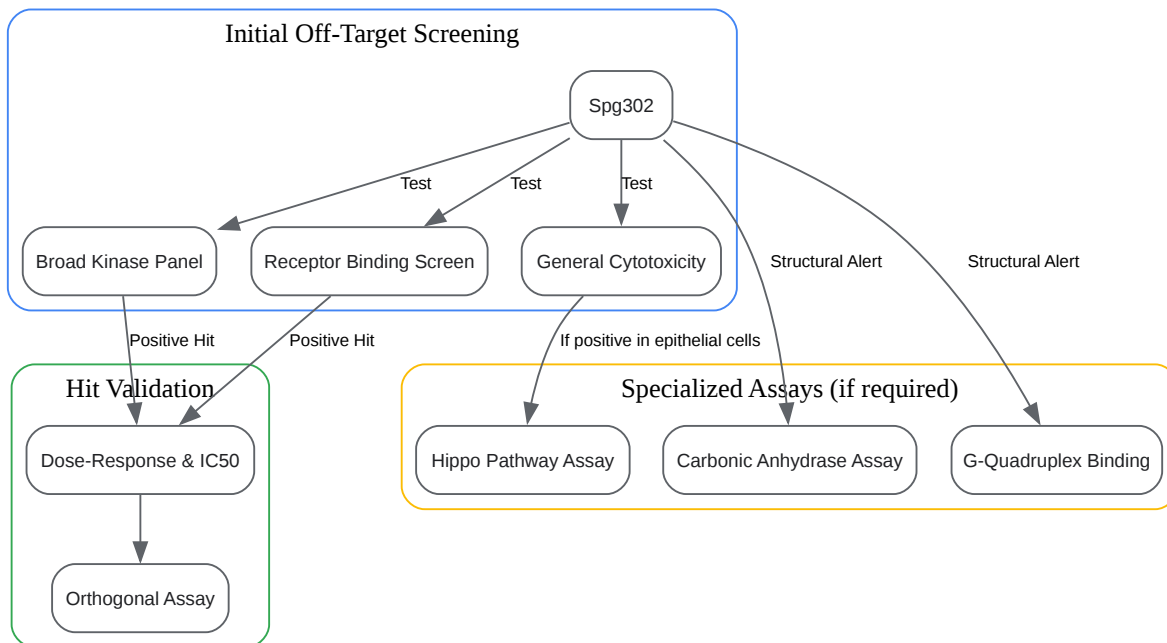 Initial Off-Target Screening
Spg302
Test
Test
Test
Broad Kinase Panel
Receptor Binding Screen
General Cytotoxicity
Structural Alert
Structural Alert
Positive Hit
Positive Hit
If positive in epithelial cells
Hit Validation
Specialized Assays (if required)
Dose-Response & IC50
Hippo Pathway Assay
Carbonic Anhydrase Assay
G-Quadruplex Binding
Orthogonal Assay